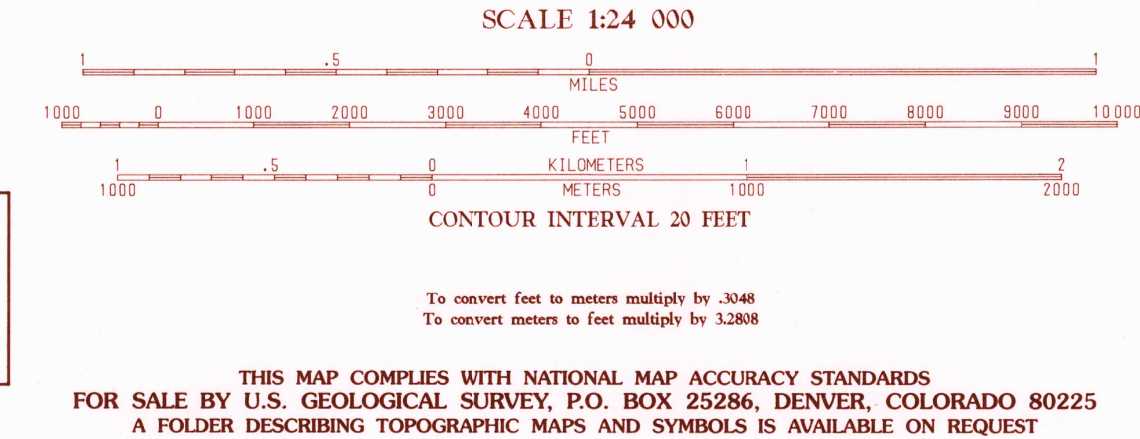 SCALE 1:24 000
1 .5 0 1
MILES
1000 0 1000 2000 3000 4000 5000 6000 7000 8000 9000 10 000
FEET
1 .5 0 KILOMETERS 1 2
1000 0 METERS 1000 2000
CONTOUR INTERVAL 20 FEET
To convert feet to meters multiply by .3048
To convert meters to feet multiply by 3.2808
THIS MAP COMPLIES WITH NATIONAL MAP ACCURACY STANDARDS
FOR SALE BY U.S. GEOLOGICAL SURVEY, P.O. BOX 25286, DENVER, COLORADO 80225
A FOLDER DESCRIBING TOPOGRAPHIC MAPS AND SYMBOLS IS AVAILABLE ON REQUEST